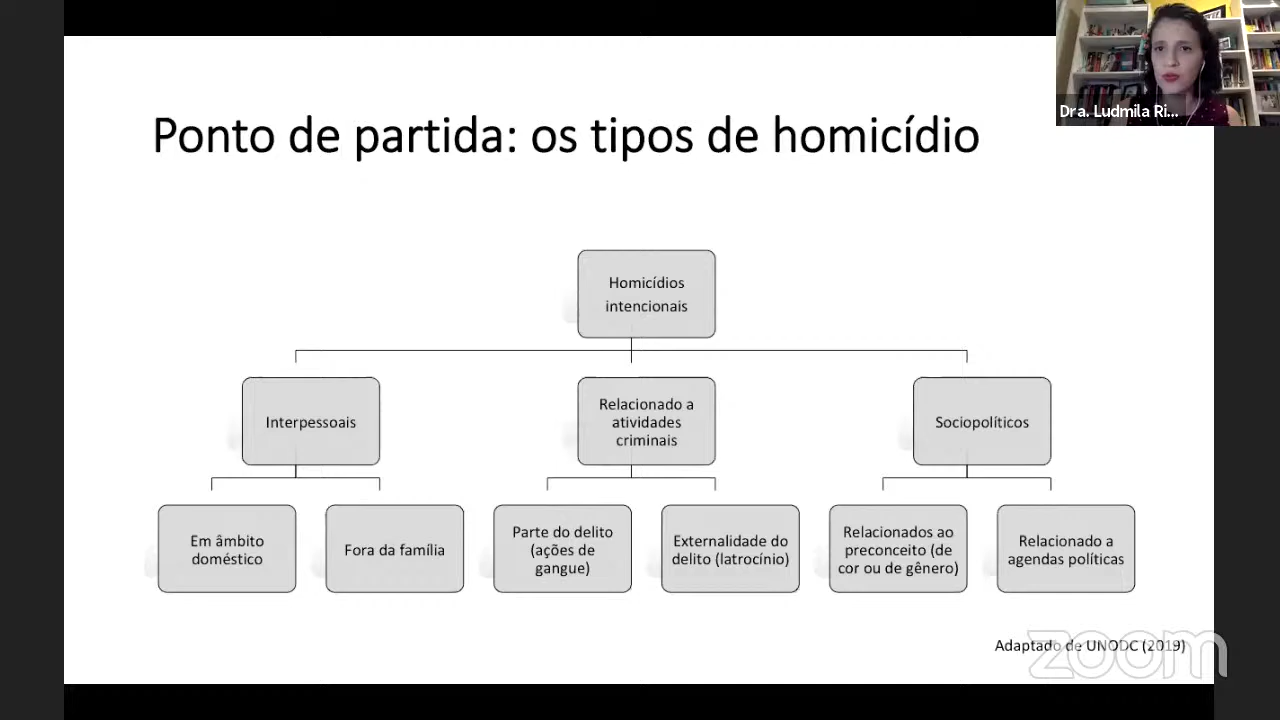 Dra. Ludmila Ri...
Ponto de partida: os tipos de homicídio
Homicídios
intencionais
Interpessoais
Relacionado a
atividades
criminais
Sociopolíticos
Em âmbito
doméstico
Fora da família
Parte do delito
(ações de
gangue)
Externalidade do
delito (latrocínio)
Relacionados ao
preconceito (de
cor ou de gênero)
Relacionado a
agendas políticas
Adaptado de UNODC (2019)
zoom